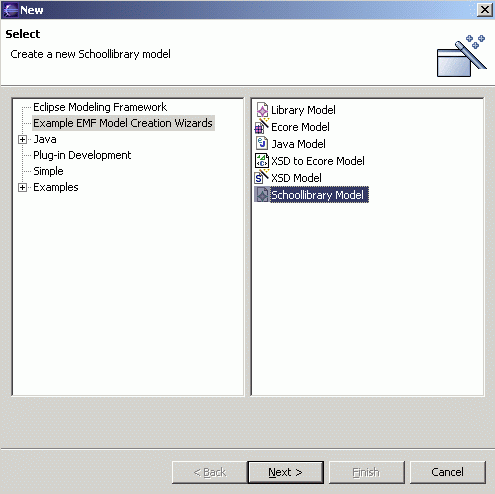 New
Select
Create a new Schoollibrary model
Eclipse Modeling Framework
Example EMF Model Creation Wizards
Java
Plug-in Development
Simple
Examples
Library Model
Ecore Model
Java Model
XSD to Ecore Model
XSD Model
Schoollibrary Model
< Back
Next >
Finish
Cancel